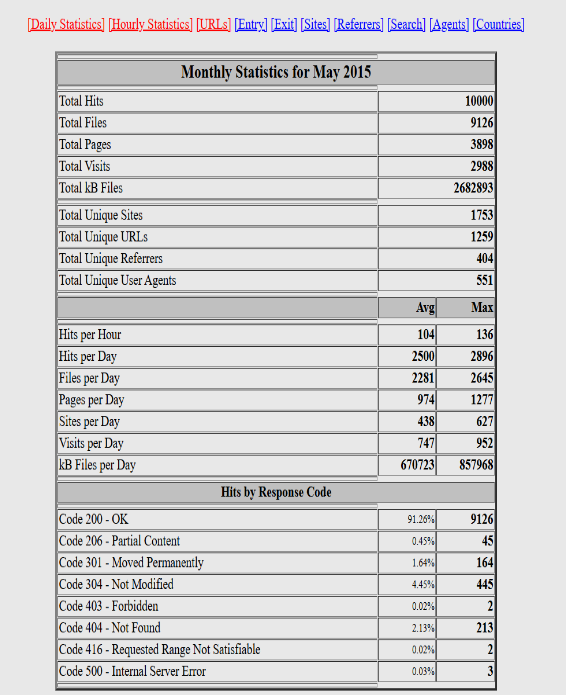 [Daily Statistics] [Hourly Statistics] [URLs] [Entry] [Exit] [Sites] [Referrers] [Search] [Agents] [Countries]
Monthly Statistics for May 2015
Total Hits 10000
Total Files 9126
Total Pages 3898
Total Visits 2988
Total kB Files 2682893
Total Unique Sites 1753
Total Unique URLs 1259
Total Unique Referrers 404
Total Unique User Agents 551
Avg Max
Hits per Hour 104 136
Hits per Day 2500 2896
Files per Day 2281 2645
Pages per Day 974 1277
Sites per Day 438 627
Visits per Day 747 952
kB Files per Day 670723 857968
Hits by Response Code
Code 200 - OK 91.26% 9126
Code 206 - Partial Content 0.45% 45
Code 301 - Moved Permanently 1.64% 164
Code 304 - Not Modified 4.45% 445
Code 403 - Forbidden 0.02% 2
Code 404 - Not Found 2.13% 213
Code 416 - Requested Range Not Satisfiable 0.02% 2
Code 500 - Internal Server Error 0.03% 3